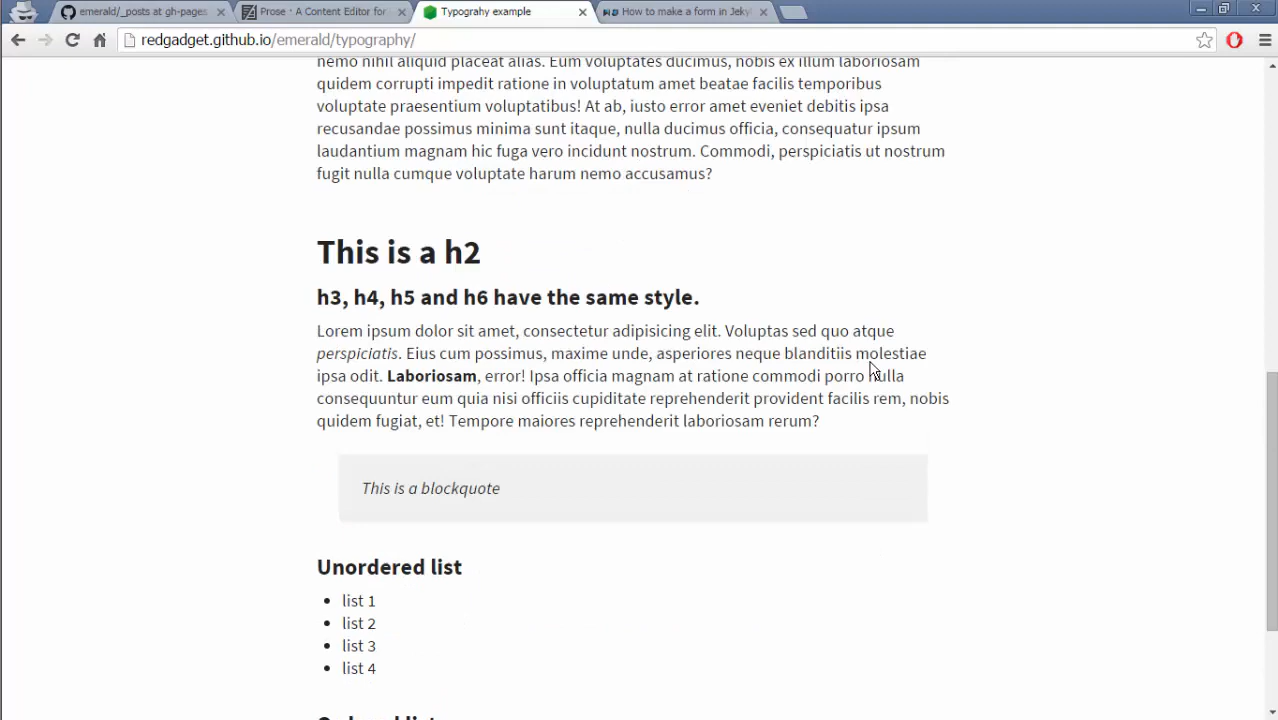 emerald/_posts at gh-pages
Prose · A Content Editor for
Typograhy example
How to make a form in Jekyl
redgadget.github.io/emerald/typography/
nemo nihil aliquid placeat alias. Eum voluptates ducimus, nobis ex illum laboriosam
quidem corrupti impedit ratione in voluptatum amet beatae facilis temporibus
voluptate praesentium voluptatibus! At ab, iusto error amet eveniet debitis ipsa
recusandae possimus minima sunt itaque, nulla ducimus officia, consequatur ipsum
laudantium magnam hic fuga vero incidunt nostrum. Commodi, perspiciatis ut nostrum
fugit nulla cumque voluptate harum nemo accusamus?
This is a h2
h3, h4, h5 and h6 have the same style.
Lorem ipsum dolor sit amet, consectetur adipisicing elit. Voluptas sed quo atque
perspiciatis. Eius cum possimus, maxime unde, asperiores neque blanditiis molestiae
ipsa odit. Laboriosam, error! Ipsa officia magnam at ratione commodi porro nulla
consequuntur eum quia nisi officiis cupiditate reprehenderit provident facilis rem, nobis
quidem fugiat, et! Tempore maiores reprehenderit laboriosam rerum?
This is a blockquote
Unordered list
• list 1
• list 2
• list 3
• list 4